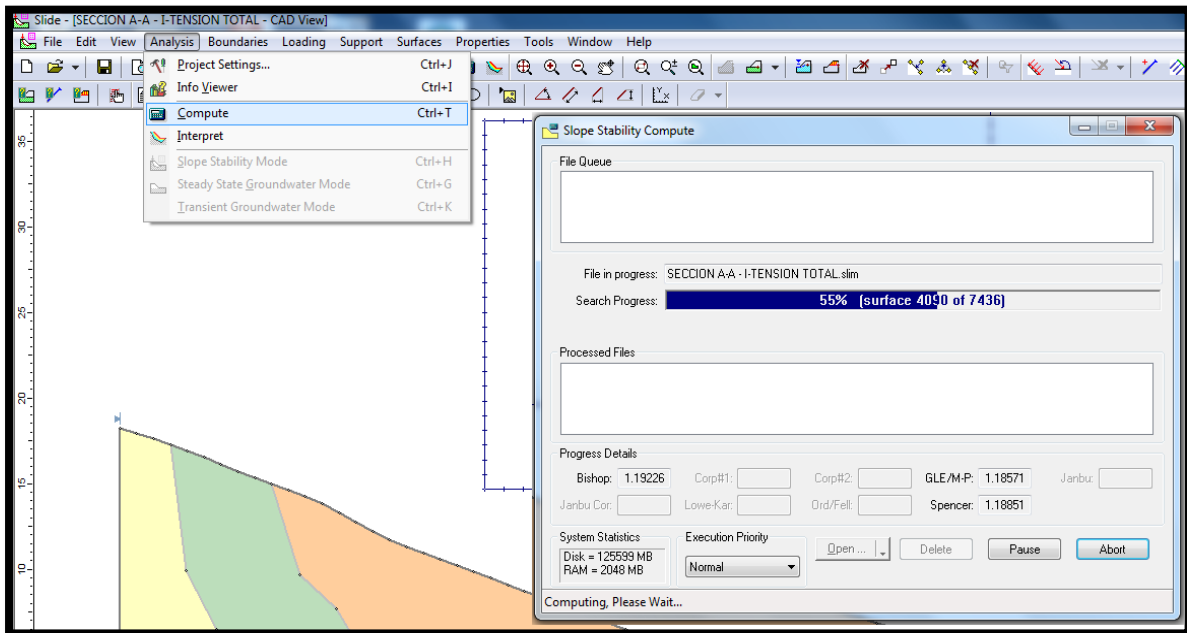 Slide - [SECCION A-A - I-TENSION TOTAL - CAD View]
File Edit View Analysis Boundaries Loading Support Surfaces Properties Tools Window Help
Project Settings... Ctrl+J
Info Viewer Ctrl+I
Compute Ctrl+T
Interpret
Slope Stability Mode Ctrl+H
Steady State Groundwater Mode Ctrl+G
Transient Groundwater Mode Ctrl+K
35
30
25
20
15
10
Slope Stability Compute
File Queue
File in progress: SECCION A-A - I-TENSION TOTAL.slim
Search Progress: 55% (surface 4090 of 7436)
Processed Files
Progress Details
Bishop: 1.19226 Corp#1: Corp#2: GLE/M-P: 1.18571 Janbu:
Janbu Cor: Lowe-Kar: Ord/Fell: Spencer: 1.18851
System Statistics Execution Priority
Disk = 125599 MB
RAM = 2048 MB
Normal Open ... Delete Pause Abort
Computing, Please Wait...